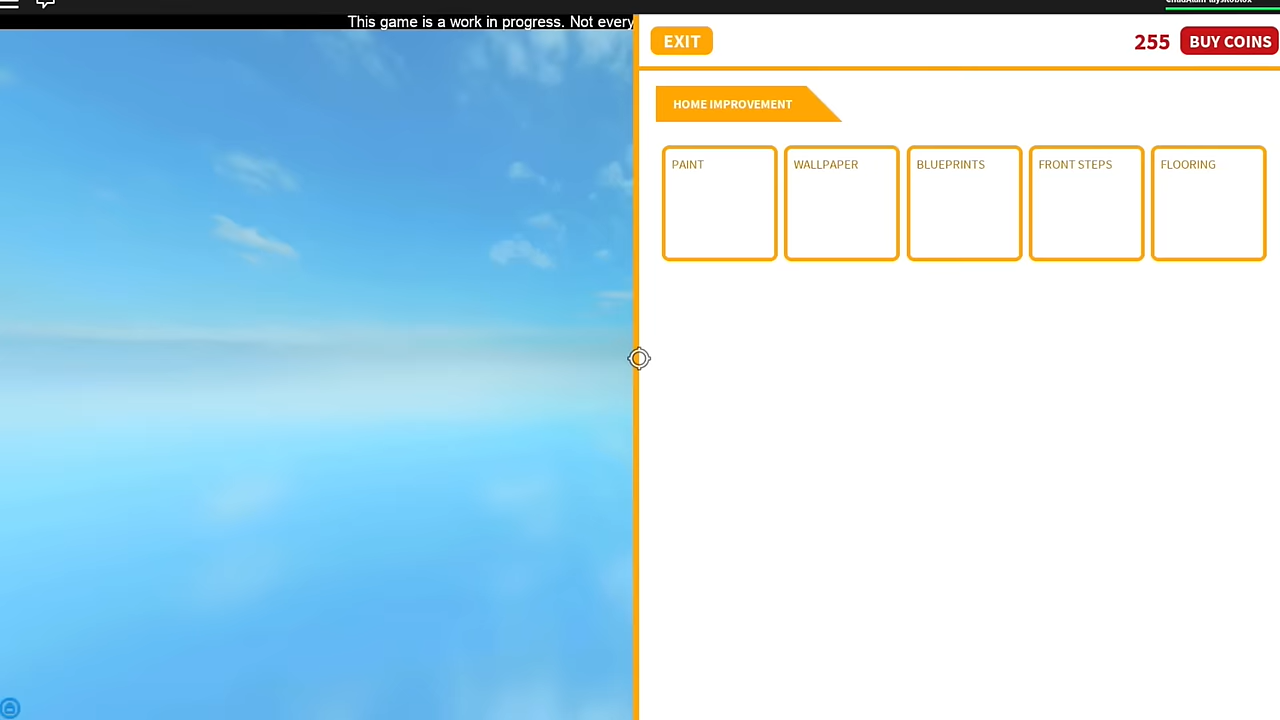 This game is a work in progress. Not every
EXIT
255
BUY COINS
HOME IMPROVEMENT
PAINT
WALLPAPER
BLUEPRINTS
FRONT STEPS
FLOORING